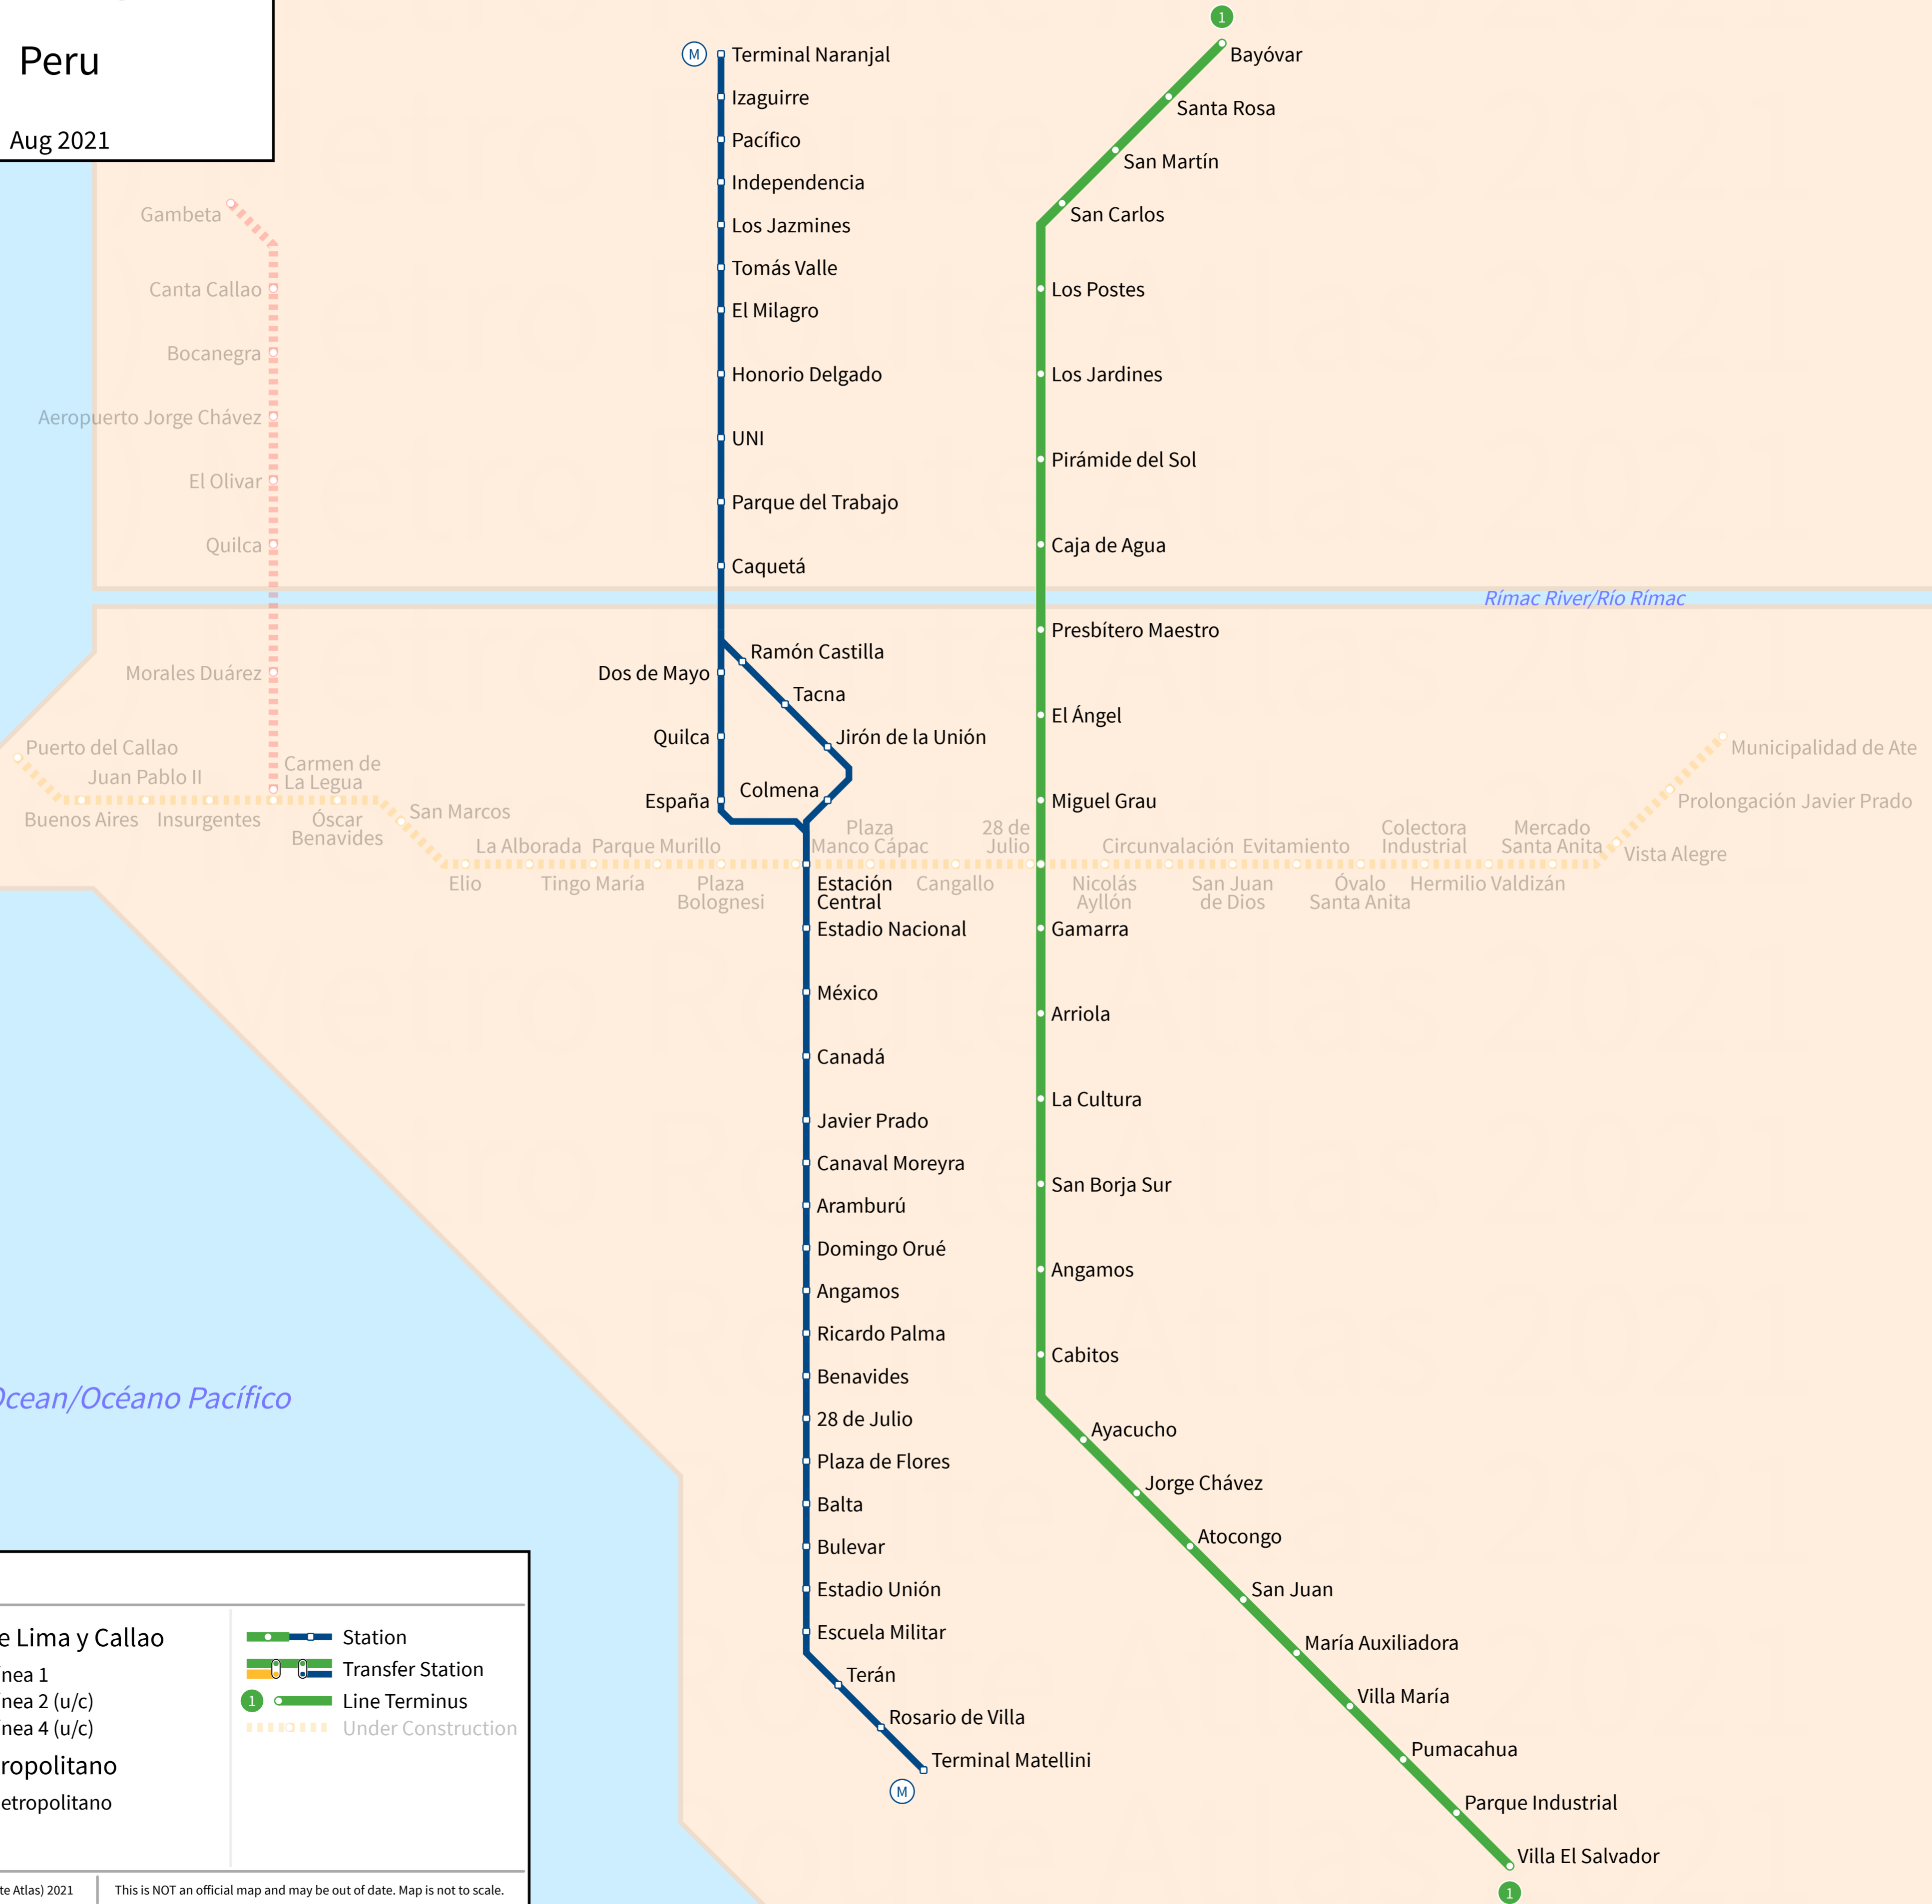 Peru
Aug 2021
M
Terminal Naranjal
Izaguirre
Pacífico
Independencia
Los Jazmines
Tomás Valle
El Milagro
Honorio Delgado
UNI
Parque del Trabajo
Caquetá
Ramón Castilla
Dos de Mayo
Tacna
Quilca
Jirón de la Unión
Colmena
España
Estación
Central
Estadio Nacional
México
Canadá
Javier Prado
Canaval Moreyra
Aramburú
Domingo Orué
Angamos
Ricardo Palma
Benavides
28 de Julio
Plaza de Flores
Balta
Bulevar
Estadio Unión
Escuela Militar
Terán
Rosario de Villa
Terminal Matellini
M
1
Bayóvar
Santa Rosa
San Martín
San Carlos
Los Postes
Los Jardines
Pirámide del Sol
Caja de Agua
Rímac River/Río Rímac
Presbítero Maestro
El Ángel
Miguel Grau
Gamarra
Arriola
La Cultura
San Borja Sur
Angamos
Cabitos
Ayacucho
Jorge Chávez
Atocongo
San Juan
María Auxiliadora
Villa María
Pumacahua
Parque Industrial
Villa El Salvador
1
Gambeta
Canta Callao
Bocanegra
Aeropuerto Jorge Chávez
El Olivar
Quilca
Morales Duárez
Carmen de
La Legua
Puerto del Callao
Juan Pablo II
Buenos Aires
Insurgentes
Óscar
Benavides
San Marcos
Elio
La Alborada
Tingo María
Parque Murillo
Plaza
Bolognesi
Plaza
Manco Cápac
Cangallo
28 de
Julio
Nicolás
Ayllón
Circunvalación
San Juan
de Dios
Evitamiento
Óvalo
Santa Anita
Colectora
Industrial
Hermilio Valdizán
Mercado
Santa Anita
Vista Alegre
Prolongación Javier Prado
Municipalidad de Ate
Ocean/Océano Pacífico
e Lima y Callao
nea 1
nea 2 (u/c)
nea 4 (u/c)
ropolitano
etropolitano
Station
Transfer Station
1
Line Terminus
Under Construction
te Atlas) 2021
This is NOT an official map and may be out of date. Map is not to scale.